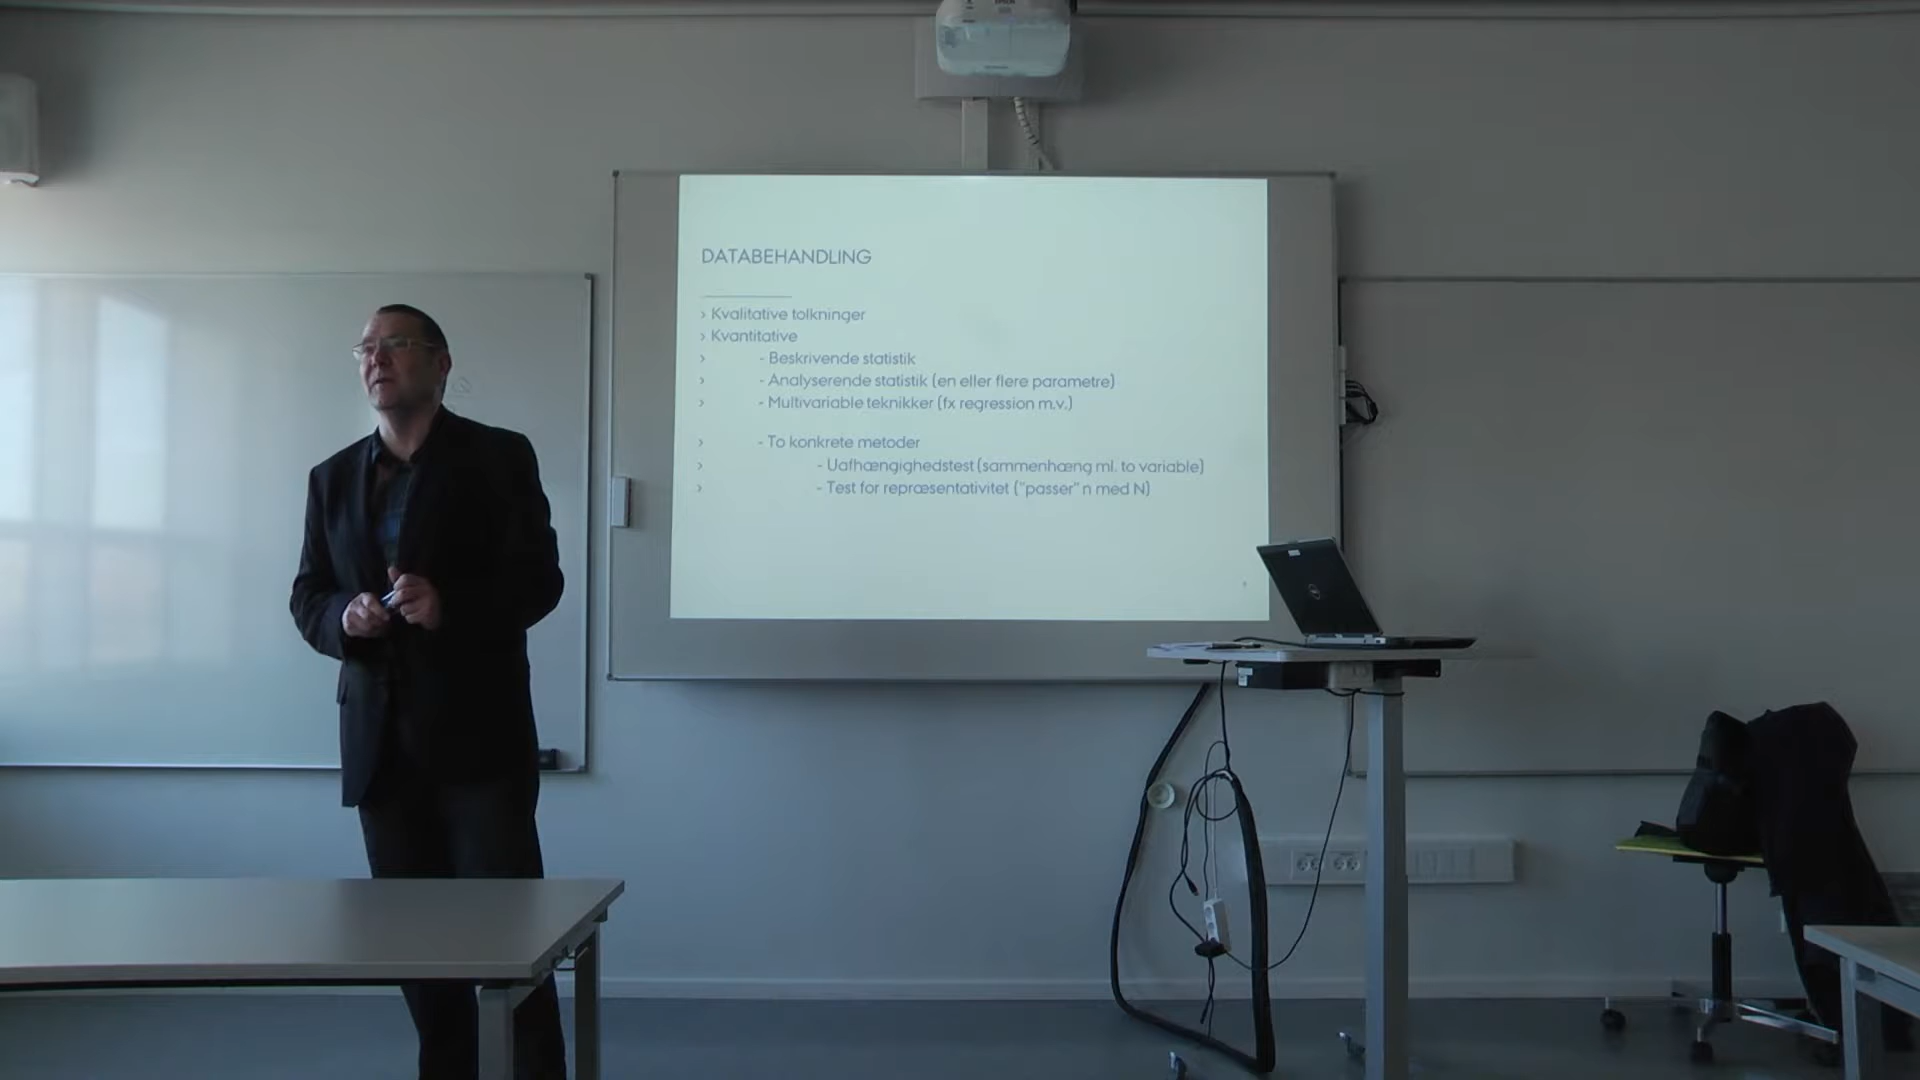 EPSON
DATABEHANDLING
› Kvalitative tolkninger
› Kvantitative
› - Beskrivende statistik
› - Analyserende statistik (en eller flere parametre)
› - Multivariable teknikker (fx regression m.v.)
› - To konkrete metoder
› - Uafhængighedstest (sammenhæng ml. to variable)
› - Test for repræsentativitet ("passer" n med N)